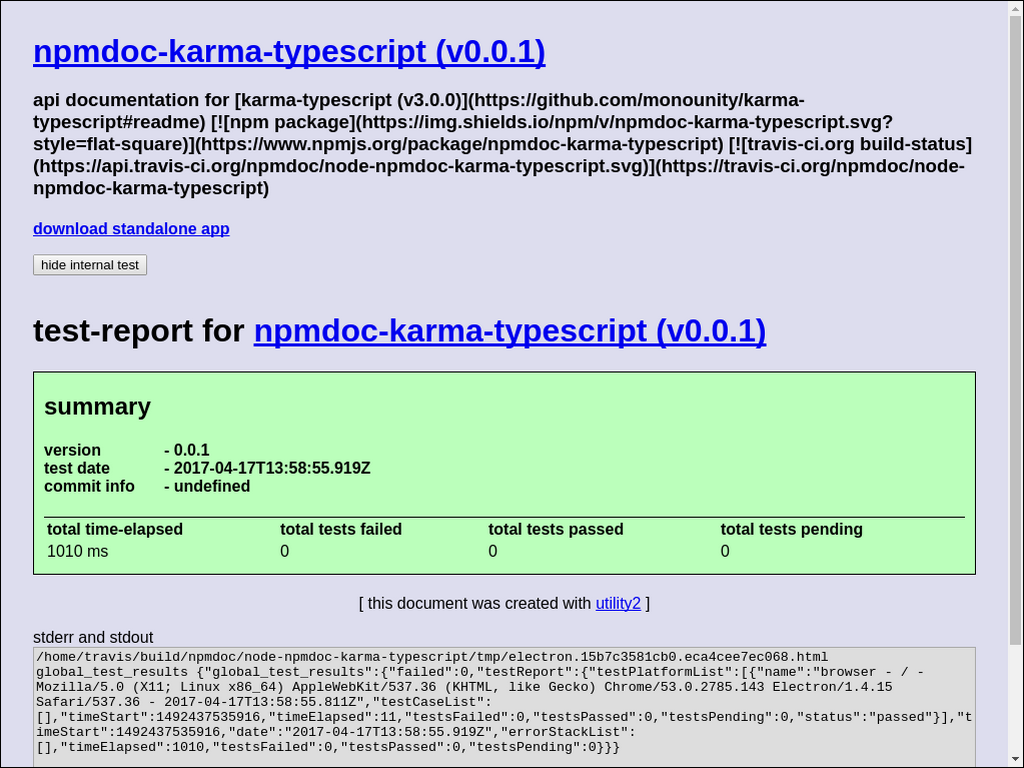 npmdoc-karma-typescript (v0.0.1)
api documentation for [karma-typescript (v3.0.0)](https://github.com/monounity/karma-
typescript#readme) [![npm package](https://img.shields.io/npm/v/npmdoc-karma-typescript.svg?
style=flat-square)](https://www.npmjs.org/package/npmdoc-karma-typescript) [![travis-ci.org build-status]
(https://api.travis-ci.org/npmdoc/node-npmdoc-karma-typescript.svg)](https://travis-ci.org/npmdoc/node-
npmdoc-karma-typescript)
download standalone app
hide internal test
test-report for npmdoc-karma-typescript (v0.0.1)
summary
version - 0.0.1
test date - 2017-04-17T13:58:55.919Z
commit info - undefined
total time-elapsed total tests failed total tests passed total tests pending
1010 ms 0 0 0
[ this document was created with utility2 ]
stderr and stdout
/home/travis/build/npmdoc/node-npmdoc-karma-typescript/tmp/electron.15b7c3581cb0.eca4cee7ec068.html
global_test_results {"global_test_results":{"failed":0,"testReport":{"testPlatformList":[{"name":"browser - / -
Mozilla/5.0 (X11; Linux x86_64) AppleWebKit/537.36 (KHTML, like Gecko) Chrome/53.0.2785.143 Electron/1.4.15
Safari/537.36 - 2017-04-17T13:58:55.811Z","testCaseList":
[],"timeStart":1492437535916,"timeElapsed":11,"testsFailed":0,"testsPassed":0,"testsPending":0,"status":"passed"}],"t
imeStart":1492437535916,"date":"2017-04-17T13:58:55.919Z","errorStackList":
[],"timeElapsed":1010,"testsFailed":0,"testsPassed":0,"testsPending":0}}}